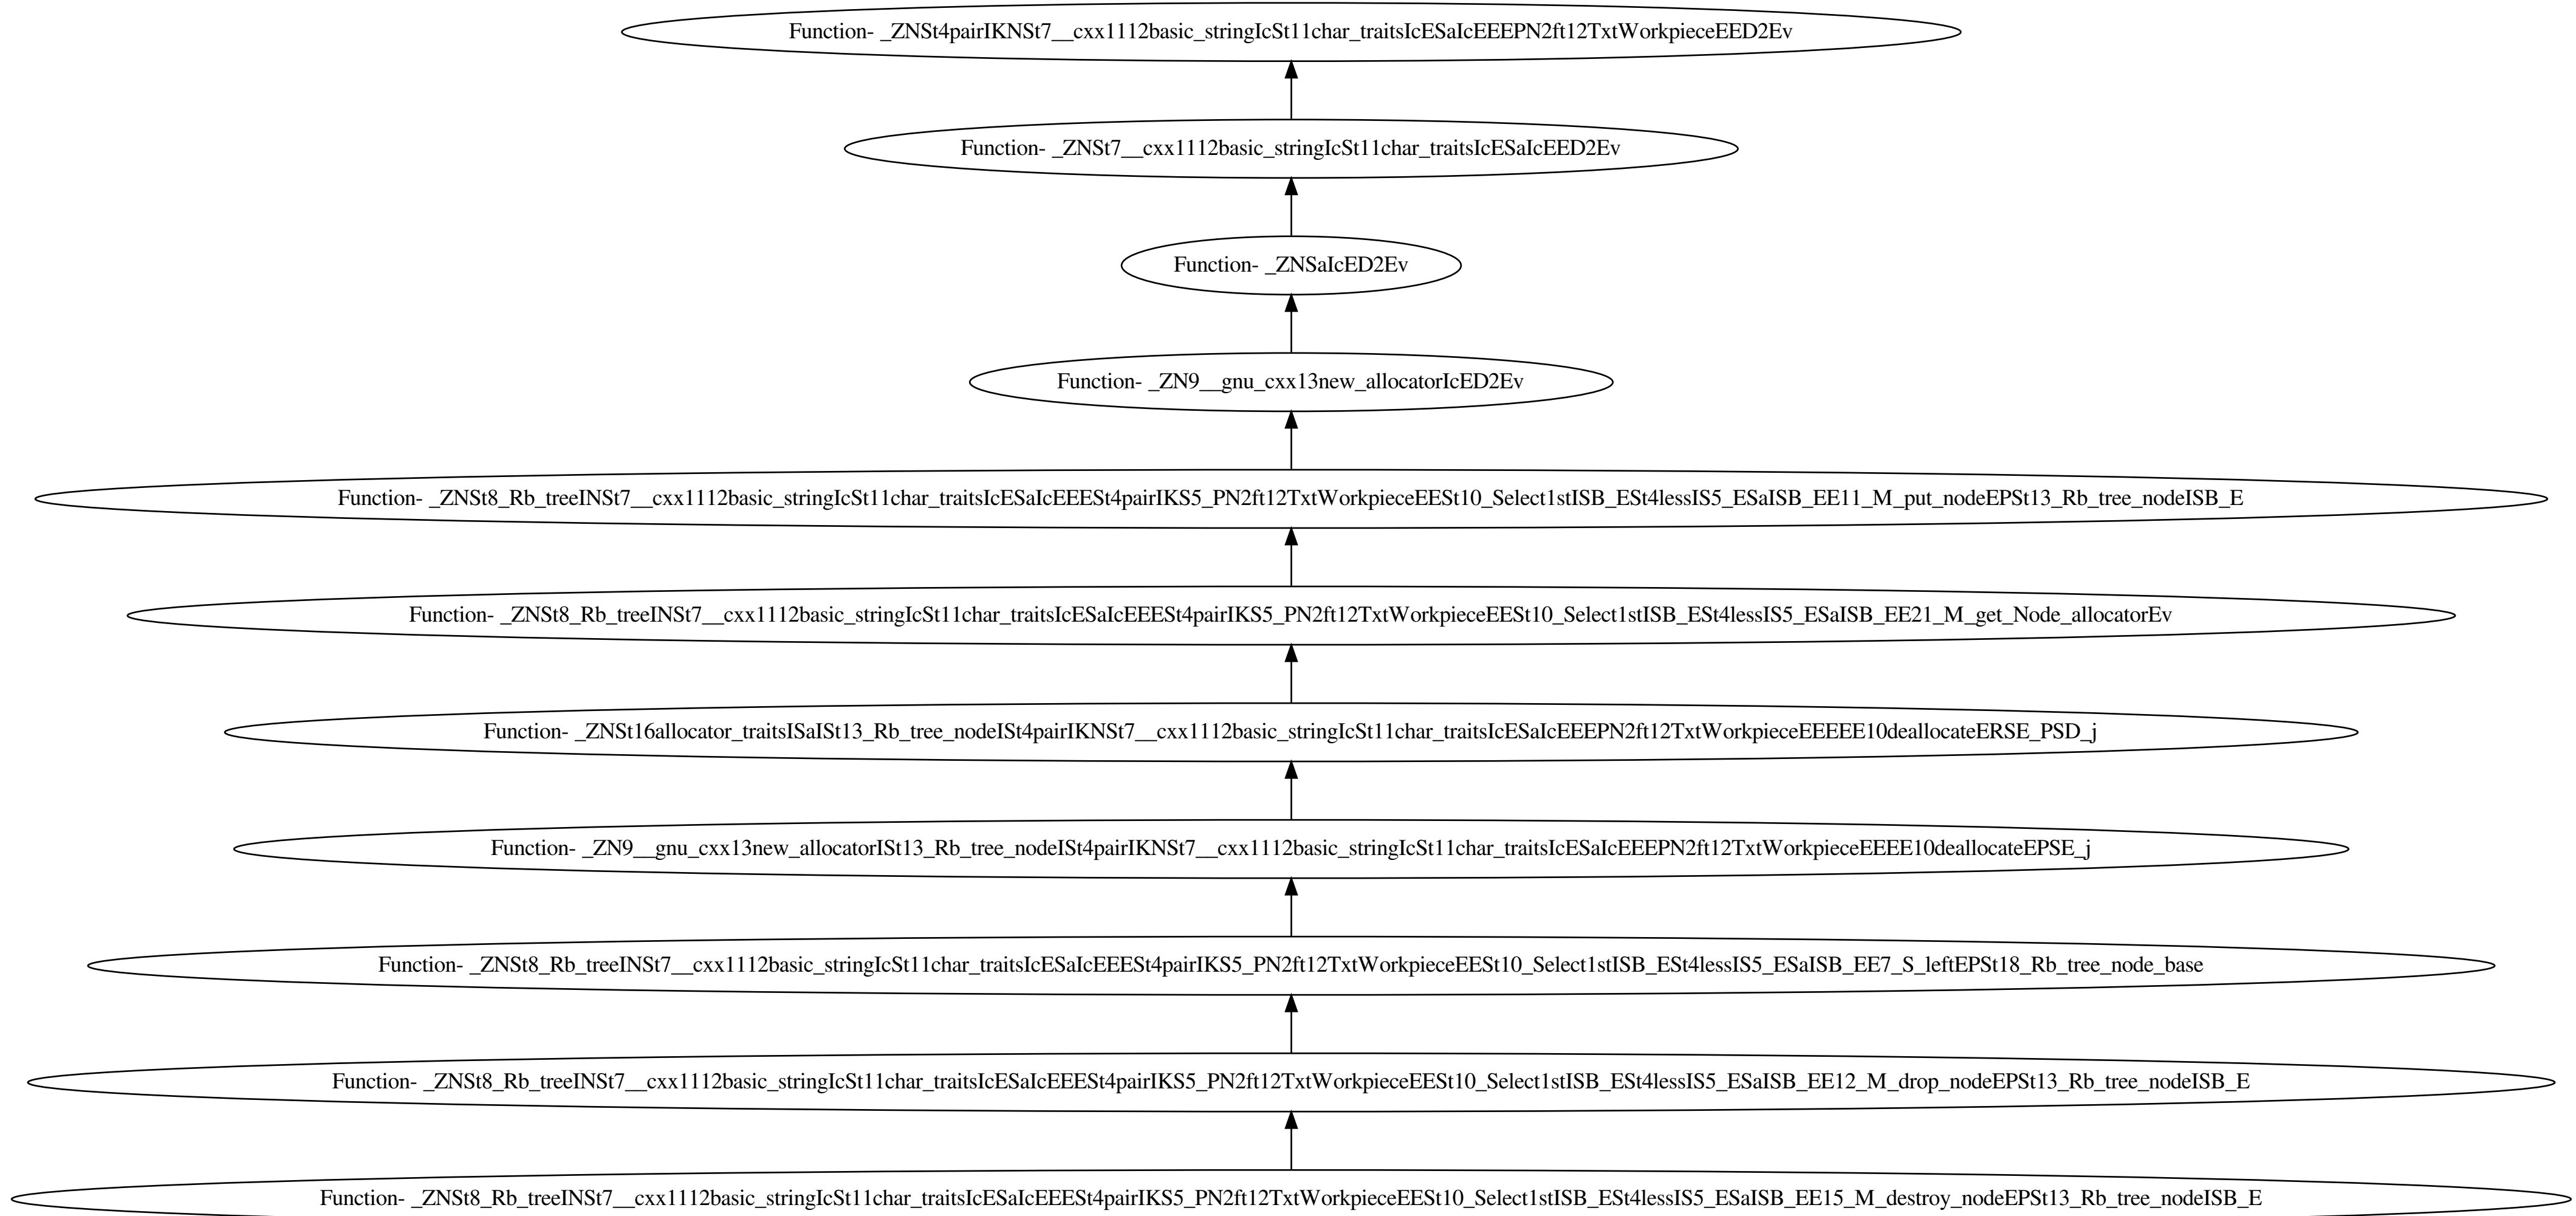 Function- _ZNSt4pairIKNSt7__cxx1112basic_stringIcSt11char_traitsIcESaIcEEEPN2ft12TxtWorkpieceEED2Ev
Function- _ZNSt7__cxx1112basic_stringIcSt11char_traitsIcESaIcEED2Ev
Function- _ZNSaIcED2Ev
Function- _ZN9__gnu_cxx13new_allocatorIcED2Ev
Function- _ZNSt8_Rb_treeINSt7__cxx1112basic_stringIcSt11char_traitsIcESaIcEEESt4pairIKS5_PN2ft12TxtWorkpieceEESt10_Select1stISB_ESt4lessIS5_ESaISB_EE11_M_put_nodeEPSt13_Rb_tree_nodeISB_E
Function- _ZNSt8_Rb_treeINSt7__cxx1112basic_stringIcSt11char_traitsIcESaIcEEESt4pairIKS5_PN2ft12TxtWorkpieceEESt10_Select1stISB_ESt4lessIS5_ESaISB_EE21_M_get_Node_allocatorEv
Function- _ZNSt16allocator_traitsISaISt13_Rb_tree_nodeISt4pairIKNSt7__cxx1112basic_stringIcSt11char_traitsIcESaIcEEEPN2ft12TxtWorkpieceEEEEE10deallocateERSE_PSD_j
Function- _ZN9__gnu_cxx13new_allocatorISt13_Rb_tree_nodeISt4pairIKNSt7__cxx1112basic_stringIcSt11char_traitsIcESaIcEEEPN2ft12TxtWorkpieceEEEE10deallocateEPSE_j
Function- _ZNSt8_Rb_treeINSt7__cxx1112basic_stringIcSt11char_traitsIcESaIcEEESt4pairIKS5_PN2ft12TxtWorkpieceEESt10_Select1stISB_ESt4lessIS5_ESaISB_EE7_S_leftEPSt18_Rb_tree_node_base
Function- _ZNSt8_Rb_treeINSt7__cxx1112basic_stringIcSt11char_traitsIcESaIcEEESt4pairIKS5_PN2ft12TxtWorkpieceEESt10_Select1stISB_ESt4lessIS5_ESaISB_EE12_M_drop_nodeEPSt13_Rb_tree_nodeISB_E
Function- _ZNSt8_Rb_treeINSt7__cxx1112basic_stringIcSt11char_traitsIcESaIcEEESt4pairIKS5_PN2ft12TxtWorkpieceEESt10_Select1stISB_ESt4lessIS5_ESaISB_EE15_M_destroy_nodeEPSt13_Rb_tree_nodeISB_E